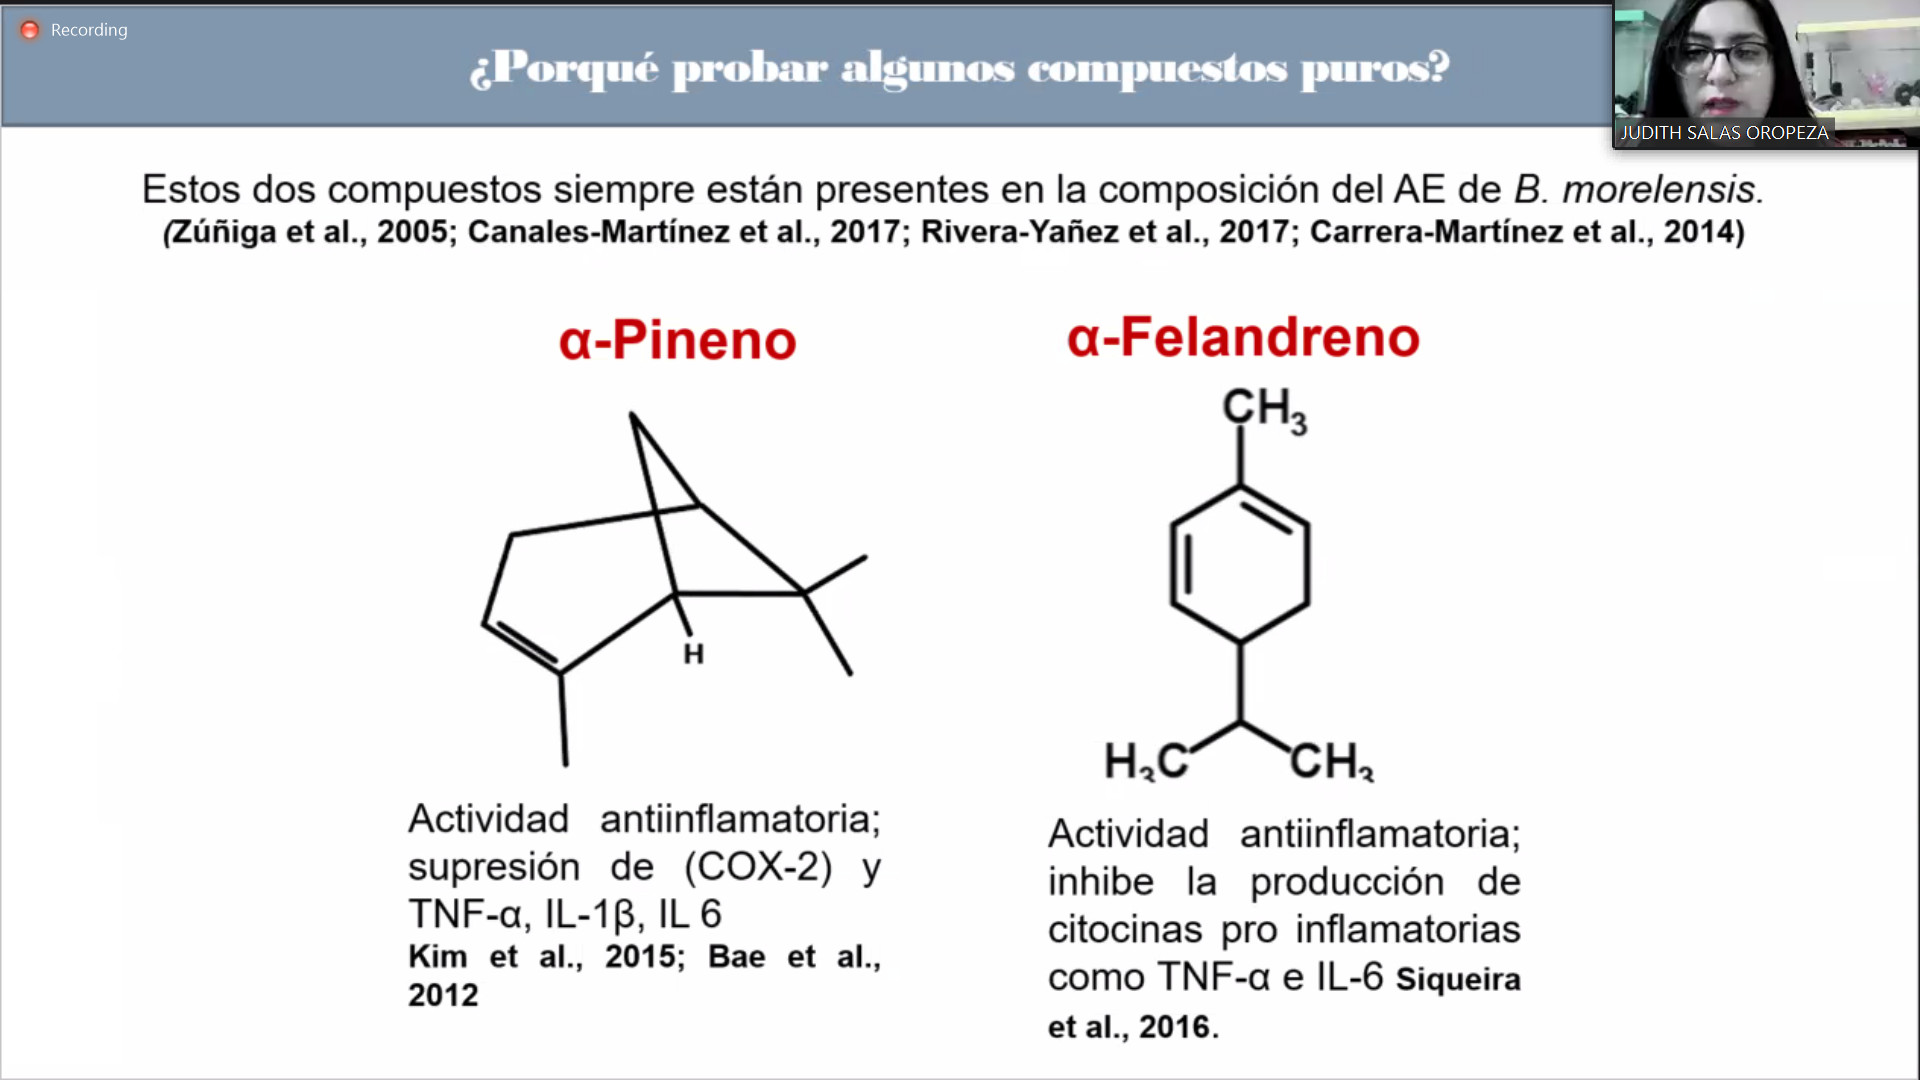 Recording
¿Porqué probar algunos compuestos puros?
JUDITH SALAS OROPEZA
Estos dos compuestos siempre están presentes en la composición del AE de B. morelensis.
(Zúñiga et al., 2005; Canales-Martínez et al., 2017; Rivera-Yañez et al., 2017; Carrera-Martínez et al., 2014)
α-Pineno
H
Actividad antiinflamatoria;
supresión de (COX-2) y
TNF-α, IL-1β, IL 6
Kim et al., 2015; Bae et al.,
2012
α-Felandreno
CH3
H3C CH3
Actividad antiinflamatoria;
inhibe la producción de
citocinas pro inflamatorias
como TNF-α e IL-6 Siqueira
et al., 2016.